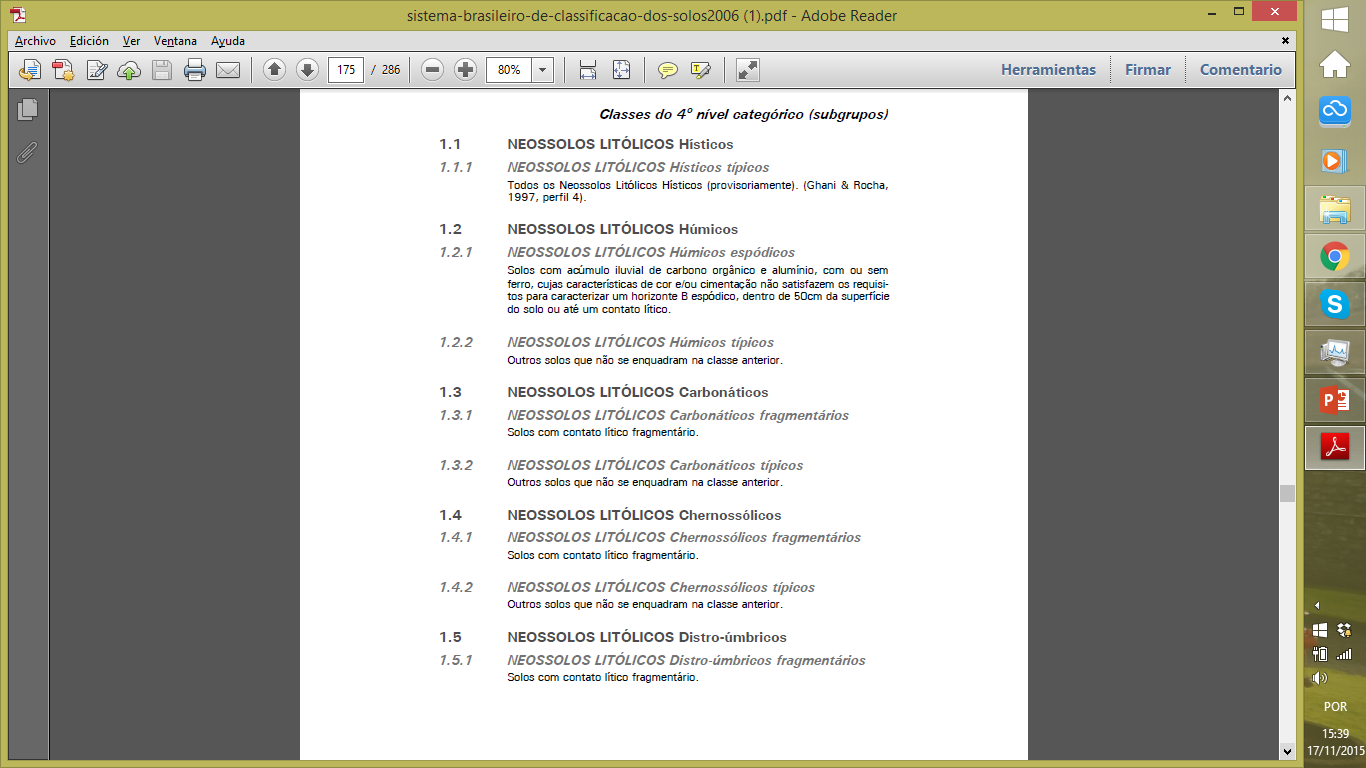 sistema-brasileiro-de-classificacao-dos-solos2006 (1).pdf - Adobe Reader
Archivo Edición Ver Ventana Ayuda
175 / 286 80% Herramientas Firmar Comentario
Classes do 4º nível categórico (subgrupos)
1.1 NEOSSOLOS LITÓLICOS Hísticos
1.1.1 NEOSSOLOS LITÓLICOS Hísticos típicos
Todos os Neossolos Litólicos Hísticos (provisoriamente). (Ghani & Rocha,
1997, perfil 4).
1.2 NEOSSOLOS LITÓLICOS Húmicos
1.2.1 NEOSSOLOS LITÓLICOS Húmicos espódicos
Solos com acúmulo iluvial de carbono orgânico e alumínio, com ou sem
ferro, cujas características de cor e/ou cimentação não satisfazem os requisi-
tos para caracterizar um horizonte B espódico, dentro de 50cm da superfície
do solo ou até um contato lítico.
1.2.2 NEOSSOLOS LITÓLICOS Húmicos típicos
Outros solos que não se enquadram na classe anterior.
1.3 NEOSSOLOS LITÓLICOS Carbonáticos
1.3.1 NEOSSOLOS LITÓLICOS Carbonáticos fragmentários
Solos com contato lítico fragmentário.
1.3.2 NEOSSOLOS LITÓLICOS Carbonáticos típicos
Outros solos que não se enquadram na classe anterior.
1.4 NEOSSOLOS LITÓLICOS Chernossólicos
1.4.1 NEOSSOLOS LITÓLICOS Chernossólicos fragmentários
Solos com contato lítico fragmentário.
1.4.2 NEOSSOLOS LITÓLICOS Chernossólicos típicos
Outros solos que não se enquadram na classe anterior.
1.5 NEOSSOLOS LITÓLICOS Distro-úmbricos
1.5.1 NEOSSOLOS LITÓLICOS Distro-úmbricos fragmentários
Solos com contato lítico fragmentário.
POR
15:39
17/11/2015